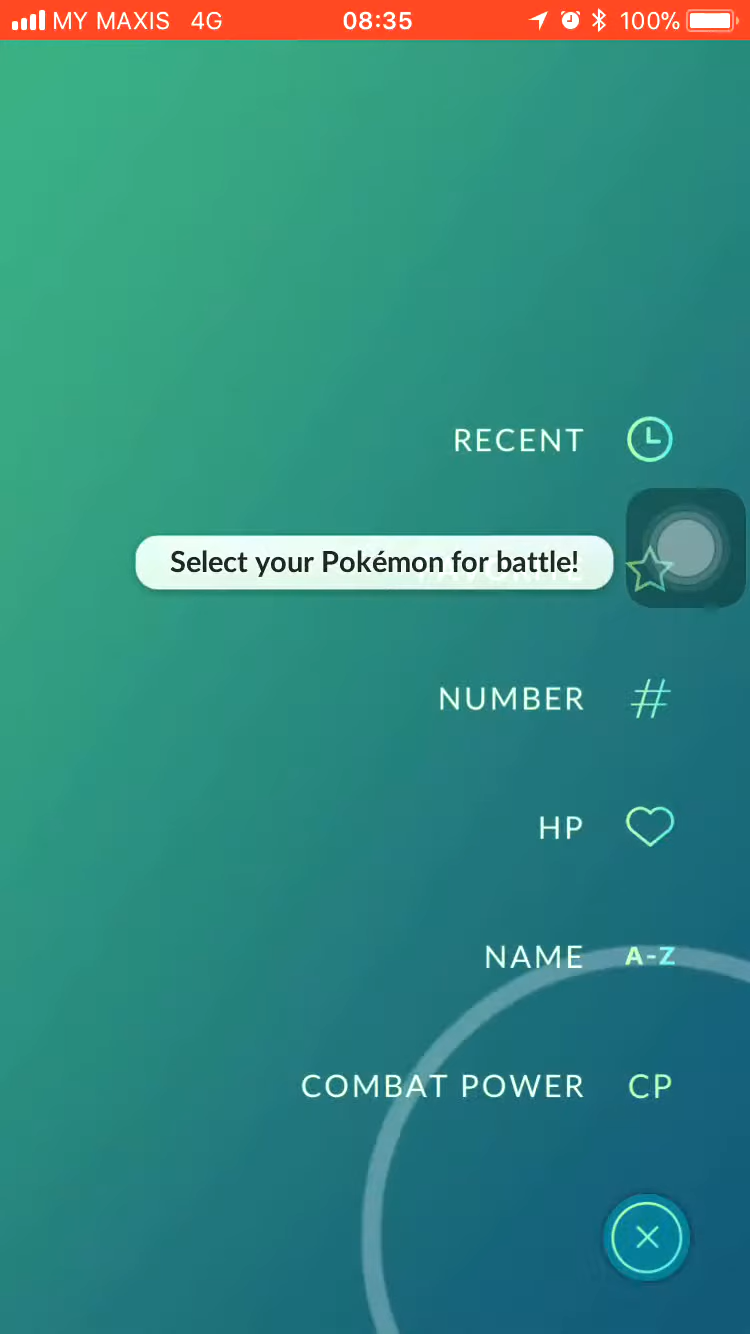 MY MAXIS 4G 08:35 100%
RECENT
Select your Pokémon for battle!
NUMBER #
HP
NAME A-Z
COMBAT POWER CP